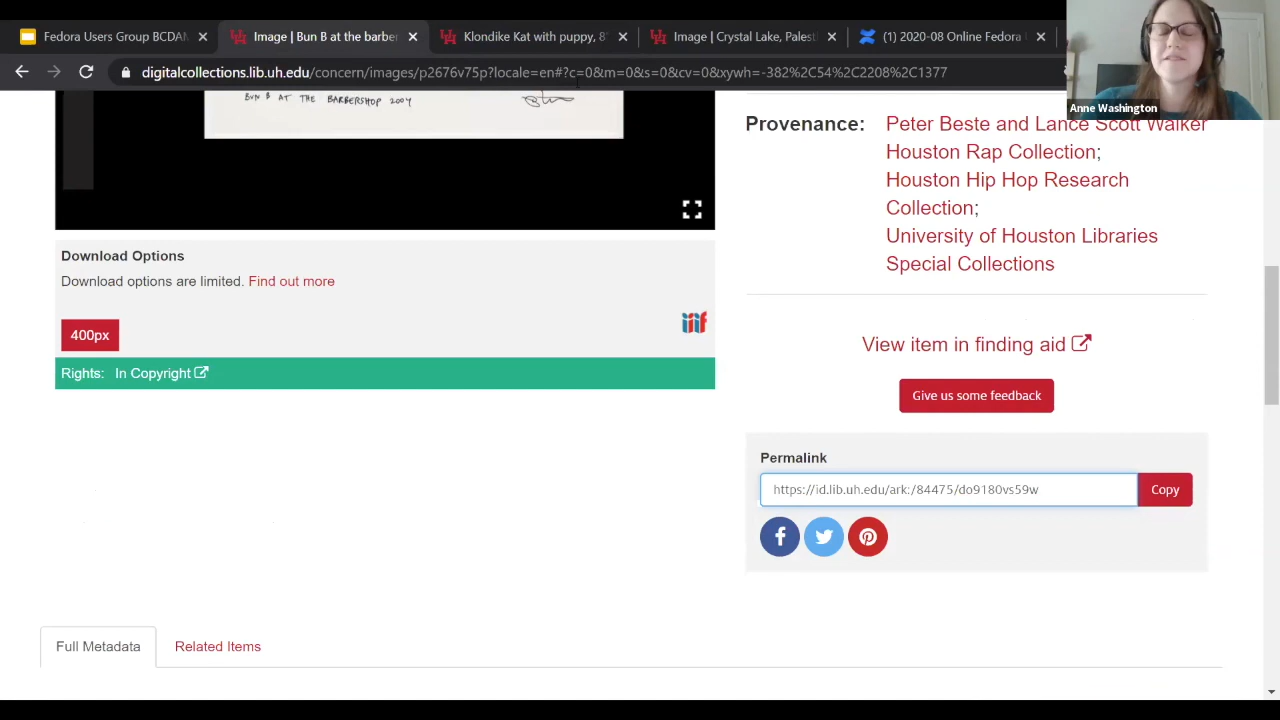 Fedora Users Group BCDAM
Image | Bun B at the barber
Klondike Kat with puppy, 8"
Image | Crystal Lake, Palest
(1) 2020-08 Online Fedora
digitalcollections.lib.uh.edu/concern/images/p2676v75p?locale=en#?c=0&m=0&s=0&cv=0&xywh=-382%2C54%2C2208%2C1377
Anne Washington
BUN B AT THE BARBERSHOP 2004
Download Options
Download options are limited. Find out more
400px
iiif
Rights: In Copyright
Provenance: Peter Beste and Lance Scott Walker
Houston Rap Collection;
Houston Hip Hop Research
Collection;
University of Houston Libraries
Special Collections
View item in finding aid
Give us some feedback
Permalink
https://id.lib.uh.edu/ark:/84475/do9180vs59w
Copy
Full Metadata
Related Items